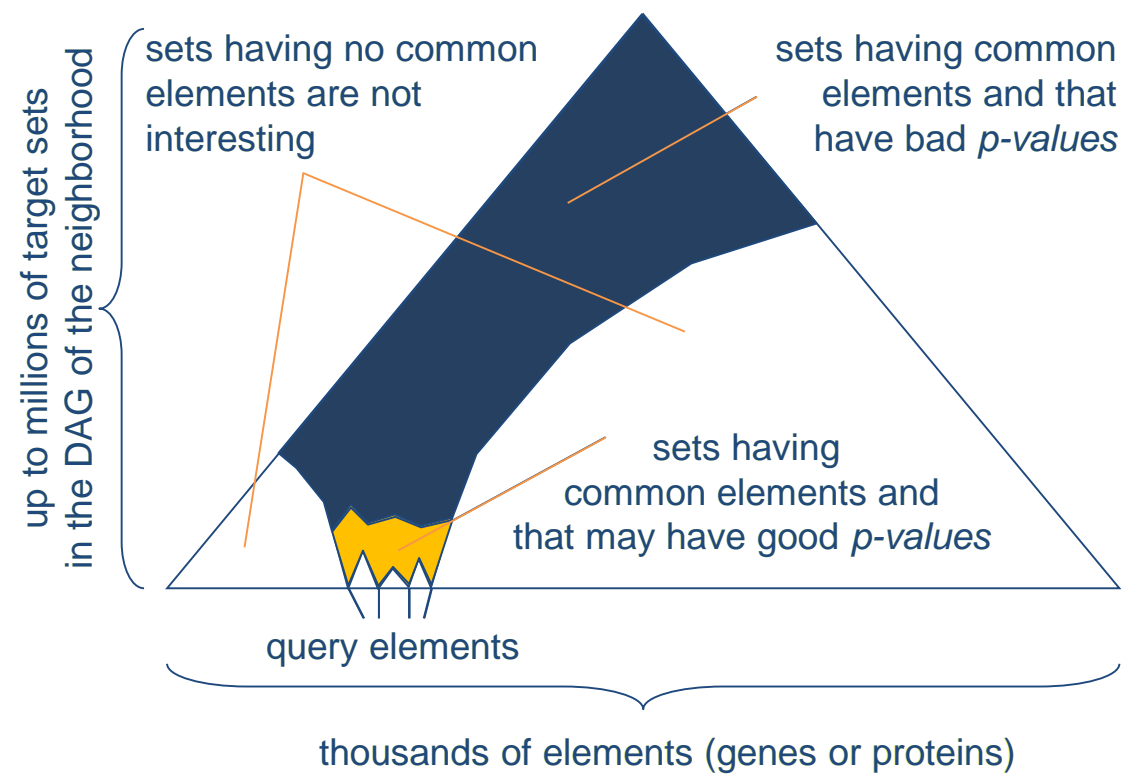 up to millions of target sets
in the DAG of the neighborhood
sets having no common
elements are not
interesting
sets having common
elements and that
have bad p-values
sets having
common elements and
that may have good p-values
query elements
thousands of elements (genes or proteins)